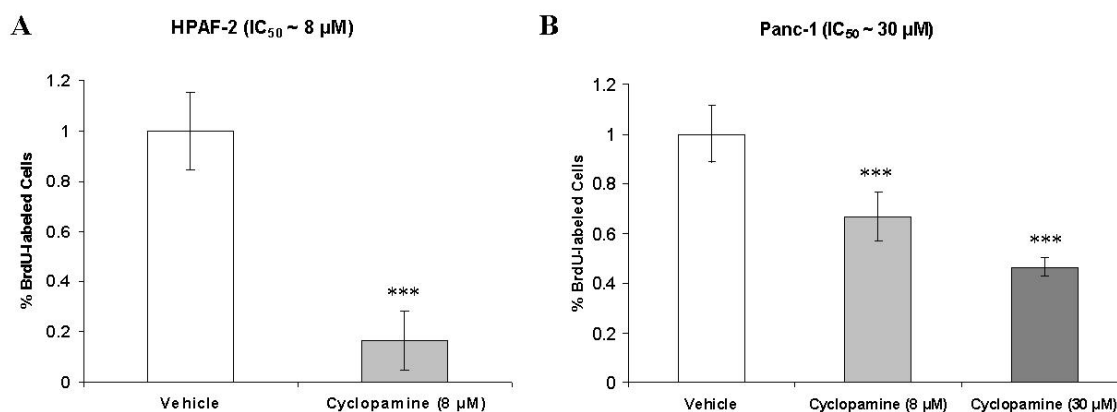 A
HPAF-2 (IC50 ~ 8 µM)
% BrdU-labeled Cells
1.2
1
0.8
0.6
0.4
0.2
0
***
Vehicle
Cyclopamine (8 µM)
B
Panc-1 (IC50 ~ 30 µM)
% BrdU-labeled Cells
1.2
1
0.8
0.6
0.4
0.2
0
***
***
Vehicle
Cyclopamine (8 µM)
Cyclopamine (30 µM)